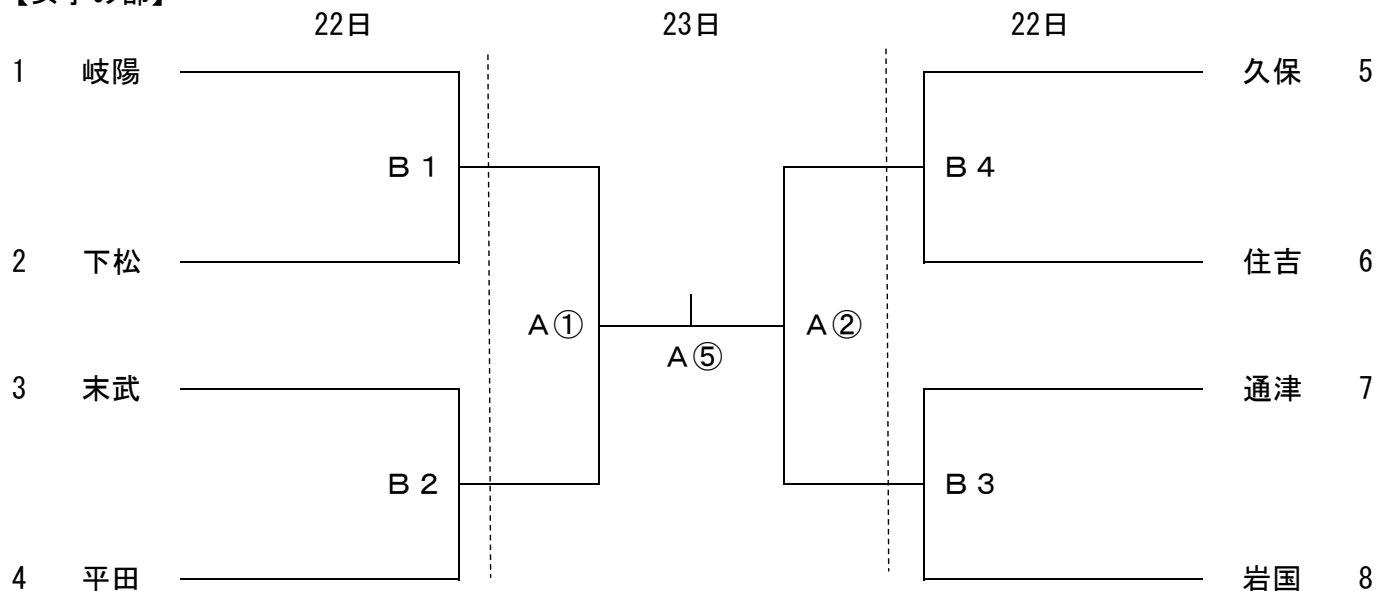 22日 23日 22日
1 岐陽 久保 5
B 1 B 4
2 下松 住吉 6
A① A②
A⑤
3 末武 通津 7
B 2 B 3
4 平田 岩国 8